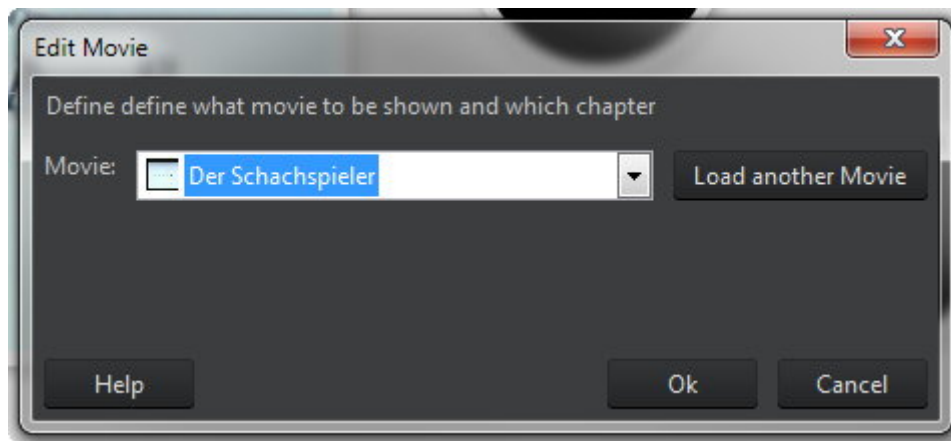 Edit Movie
Define define what movie to be shown and which chapter
Movie: Der Schachspieler Load another Movie
Help Ok Cancel